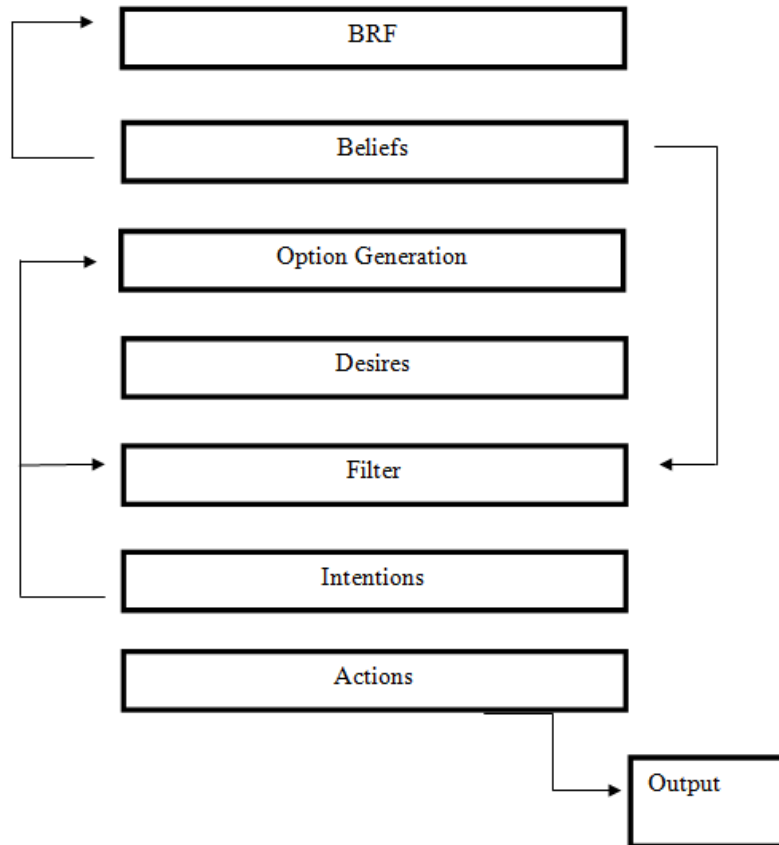 BRF
Beliefs
Option Generation
Desires
Filter
Intentions
Actions
Output